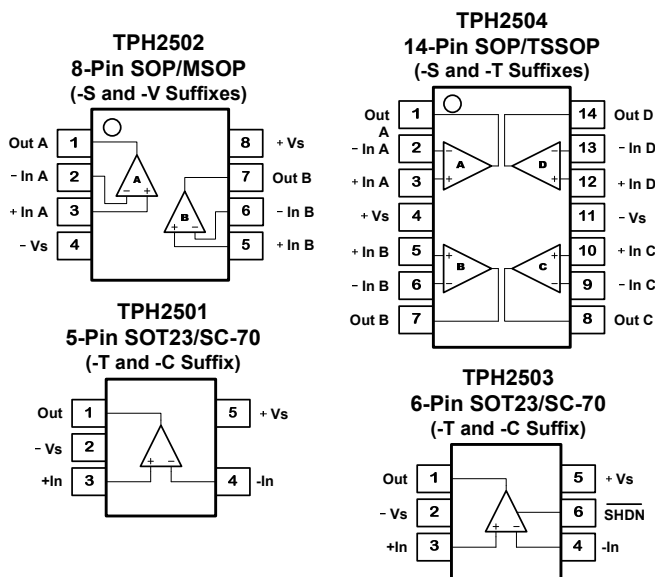 TPH2502
8-Pin SOP/MSOP
(-S and -V Suffixes)
Out A 1 8 + Vs
– In A 2 A 7 Out B
+ In A 3 B 6 – In B
– Vs 4 5 + In B
– +
+ –
TPH2504
14-Pin SOP/TSSOP
(-S and -T Suffixes)
Out A 1 14 Out D
– In A 2 – A D – 13 – In D
+ In A 3 + + 12 + In D
+ Vs 4 11 – Vs
+ In B 5 + B C + 10 + In C
– In B 6 – – 9 – In C
Out B 7 8 Out C
TPH2501
5-Pin SOT23/SC-70
(-T and -C Suffix)
Out 1 5 + Vs
– Vs 2
+In 3 + – 4 -In
TPH2503
6-Pin SOT23/SC-70
(-T and -C Suffix)
Out 1 5 + Vs
– Vs 2 6 SHDN
+In 3 + – 4 -In